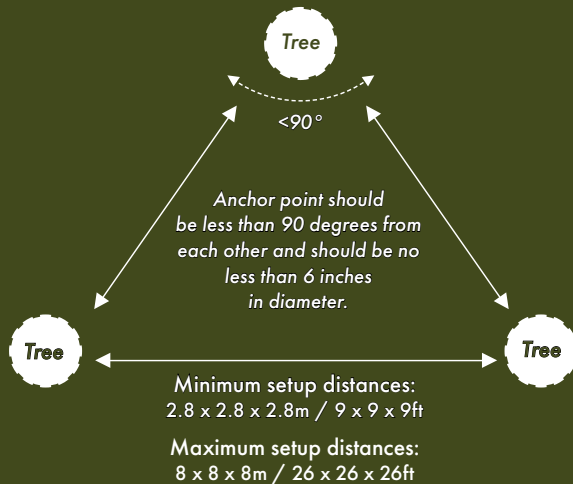 Tree
<90°
Anchor point should
be less than 90 degrees from
each other and should be no
less than 6 inches
in diameter.
Tree
Tree
Minimum setup distances:
2.8 x 2.8 x 2.8m / 9 x 9 x 9ft
Maximum setup distances:
8 x 8 x 8m / 26 x 26 x 26ft